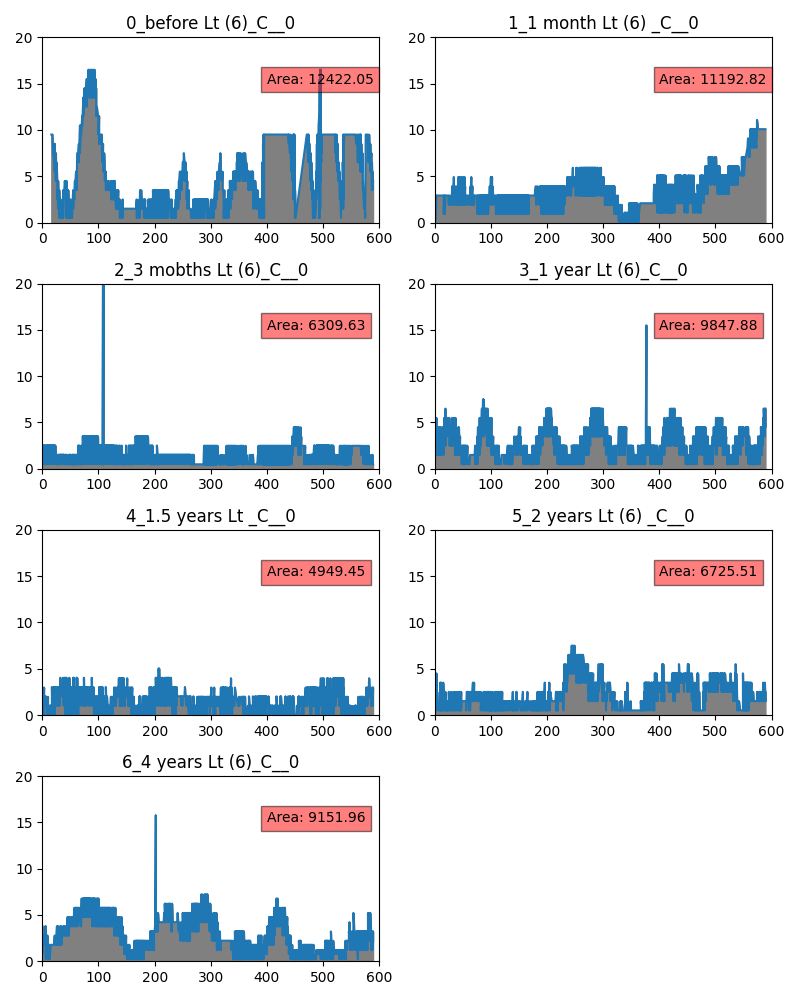 0_before Lt (6)_C__0
1_1 month Lt (6) _C__0
20
15
10
5
0
Area: 12422.05
0 100 200 300 400 500 600
20
15
10
5
0
Area: 11192.82
0 100 200 300 400 500 600
2_3 mobths Lt (6)_C__0
3_1 year Lt (6)_C__0
20
15
10
5
0
Area: 6309.63
0 100 200 300 400 500 600
20
15
10
5
0
Area: 9847.88
0 100 200 300 400 500 600
4_1.5 years Lt _C__0
5_2 years Lt (6) _C__0
20
15
10
5
0
Area: 4949.45
0 100 200 300 400 500 600
20
15
10
5
0
Area: 6725.51
0 100 200 300 400 500 600
6_4 years Lt (6)_C__0
20
15
10
5
0
Area: 9151.96
0 100 200 300 400 500 600